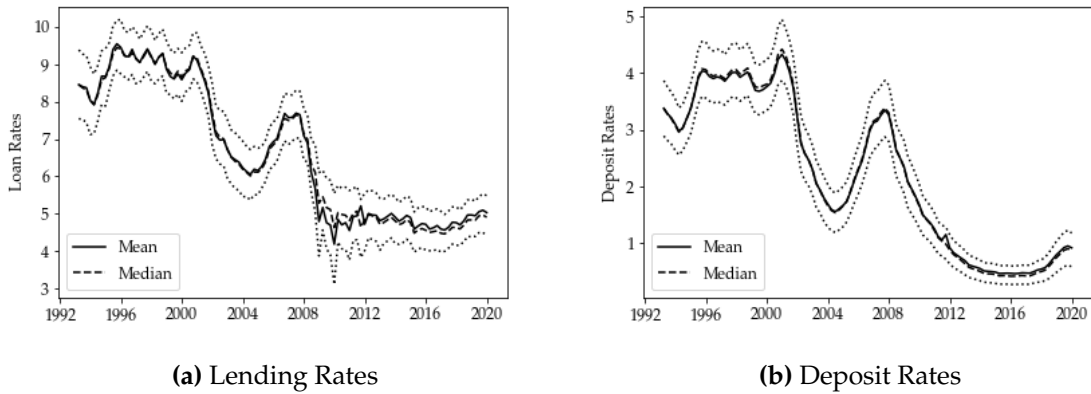 10
9
8
7
6
5
4
3
Loan Rates
Mean
Median
1992 1996 2000 2004 2008 2012 2016 2020
(a) Lending Rates
5
4
3
2
1
Deposit Rates
Mean
Median
1992 1996 2000 2004 2008 2012 2016 2020
(b) Deposit Rates